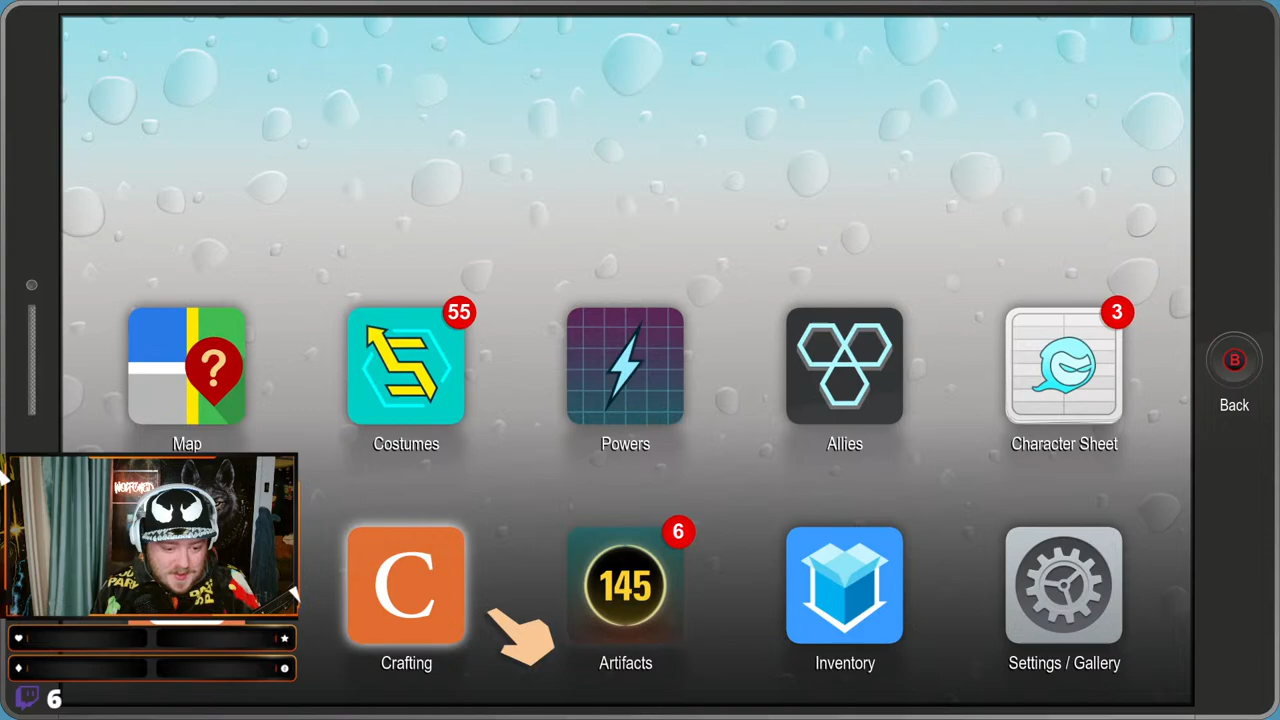 55
3
?
B
Back
Map
Costumes
Powers
Allies
Character Sheet
6
C
145
Crafting
Artifacts
Inventory
Settings / Gallery
6